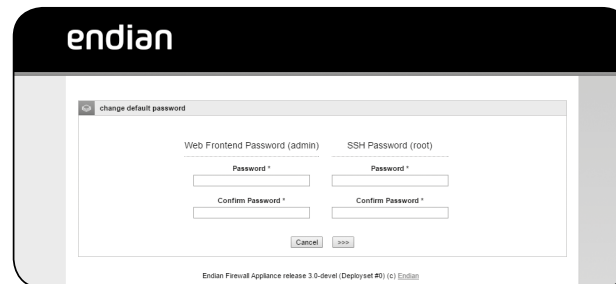 endian
change default password
Web Frontend Password (admin) SSH Password (root)
Password * Password *
Confirm Password * Confirm Password *
Cancel >>>
Endian Firewall Appliance release 3.0-devel (Deployset #0) (c) Endian